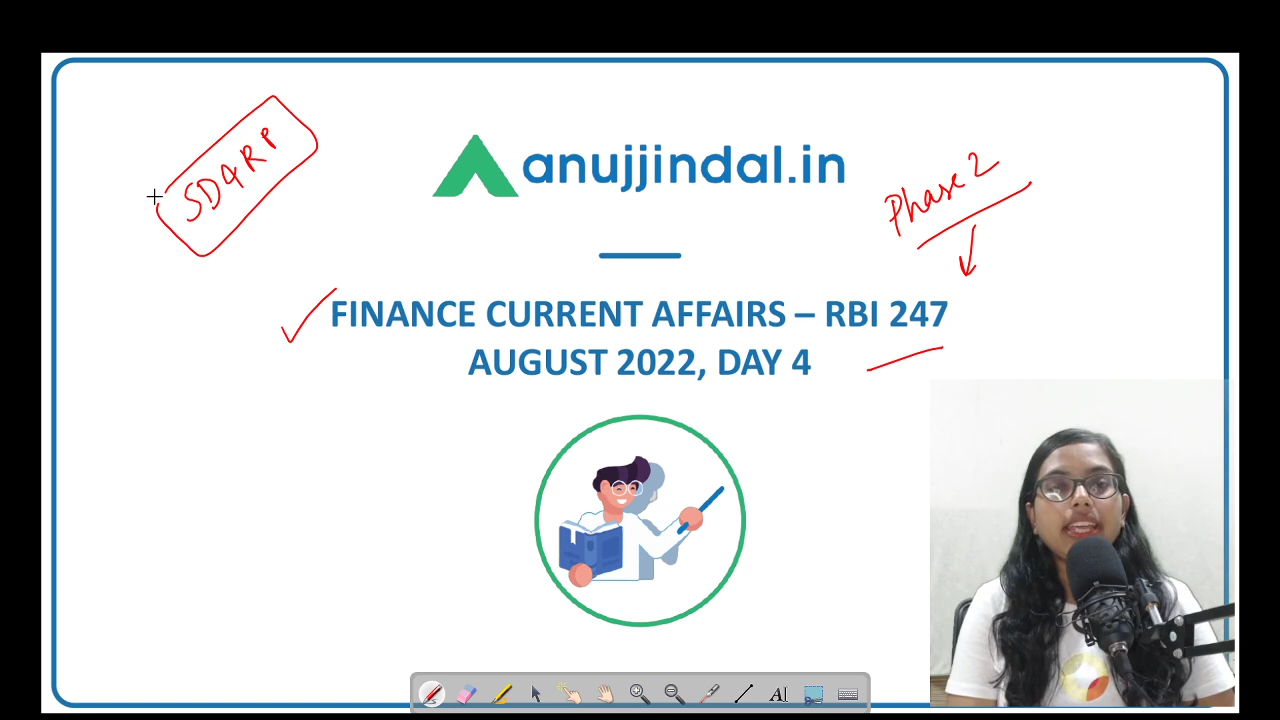 SD4RP
anujjindal.in
Phase 2
FINANCE CURRENT AFFAIRS – RBI 247
AUGUST 2022, DAY 4
A